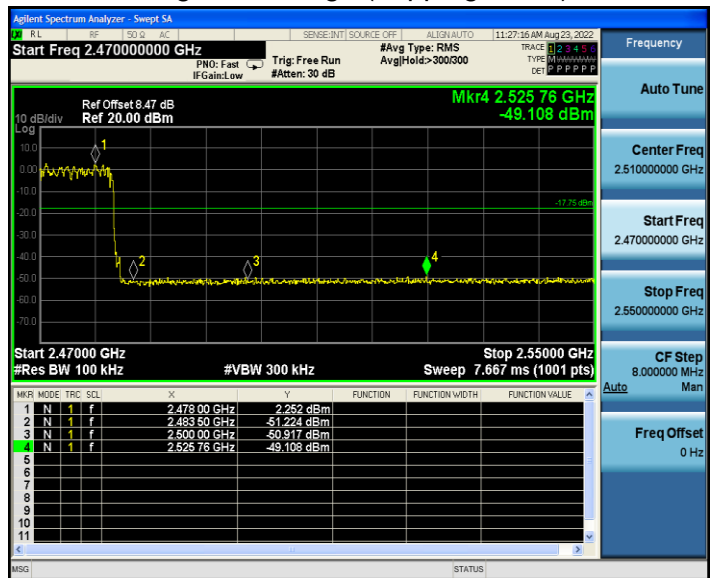 Agilent Spectrum Analyzer - Swept SA
RL RF 50 Ω AC SENSE:INT SOURCE OFF ALIGN AUTO 11:27:16 AM Aug 23, 2022
Start Freq 2.470000000 GHz
PNO: Fast
IFGain:Low
Trig: Free Run
#Atten: 30 dB
#Avg Type: RMS
Avg|Hold>300/300
TRACE 1 2 3 4 5 6
TYPE M
DET P P P P P P
Frequency
Auto Tune
Center Freq
2.510000000 GHz
Start Freq
2.470000000 GHz
Stop Freq
2.550000000 GHz
CF Step
8.000000 MHz
Auto Man
Freq Offset
0 Hz
Mkr4 2.525 76 GHz
-49.108 dBm
Ref Offset 8.47 dB
10 dB/div Ref 20.00 dBm
Log
10.0
0.00
-10.0
-20.0
-30.0
-40.0
-50.0
-60.0
-70.0
1
2
3
4
-17.75 dBm
Start 2.47000 GHz Stop 2.55000 GHz
#Res BW 100 kHz #VBW 300 kHz Sweep 7.667 ms (1001 pts)
MKR MODE TRC SCL X Y FUNCTION FUNCTION WIDTH FUNCTION VALUE
1 N 1 f 2.478 00 GHz 2.252 dBm
2 N 1 f 2.483 50 GHz -51.224 dBm
3 N 1 f 2.500 00 GHz -50.917 dBm
4 N 1 f 2.525 76 GHz -49.108 dBm
5
6
7
8
9
10
11
MSG STATUS